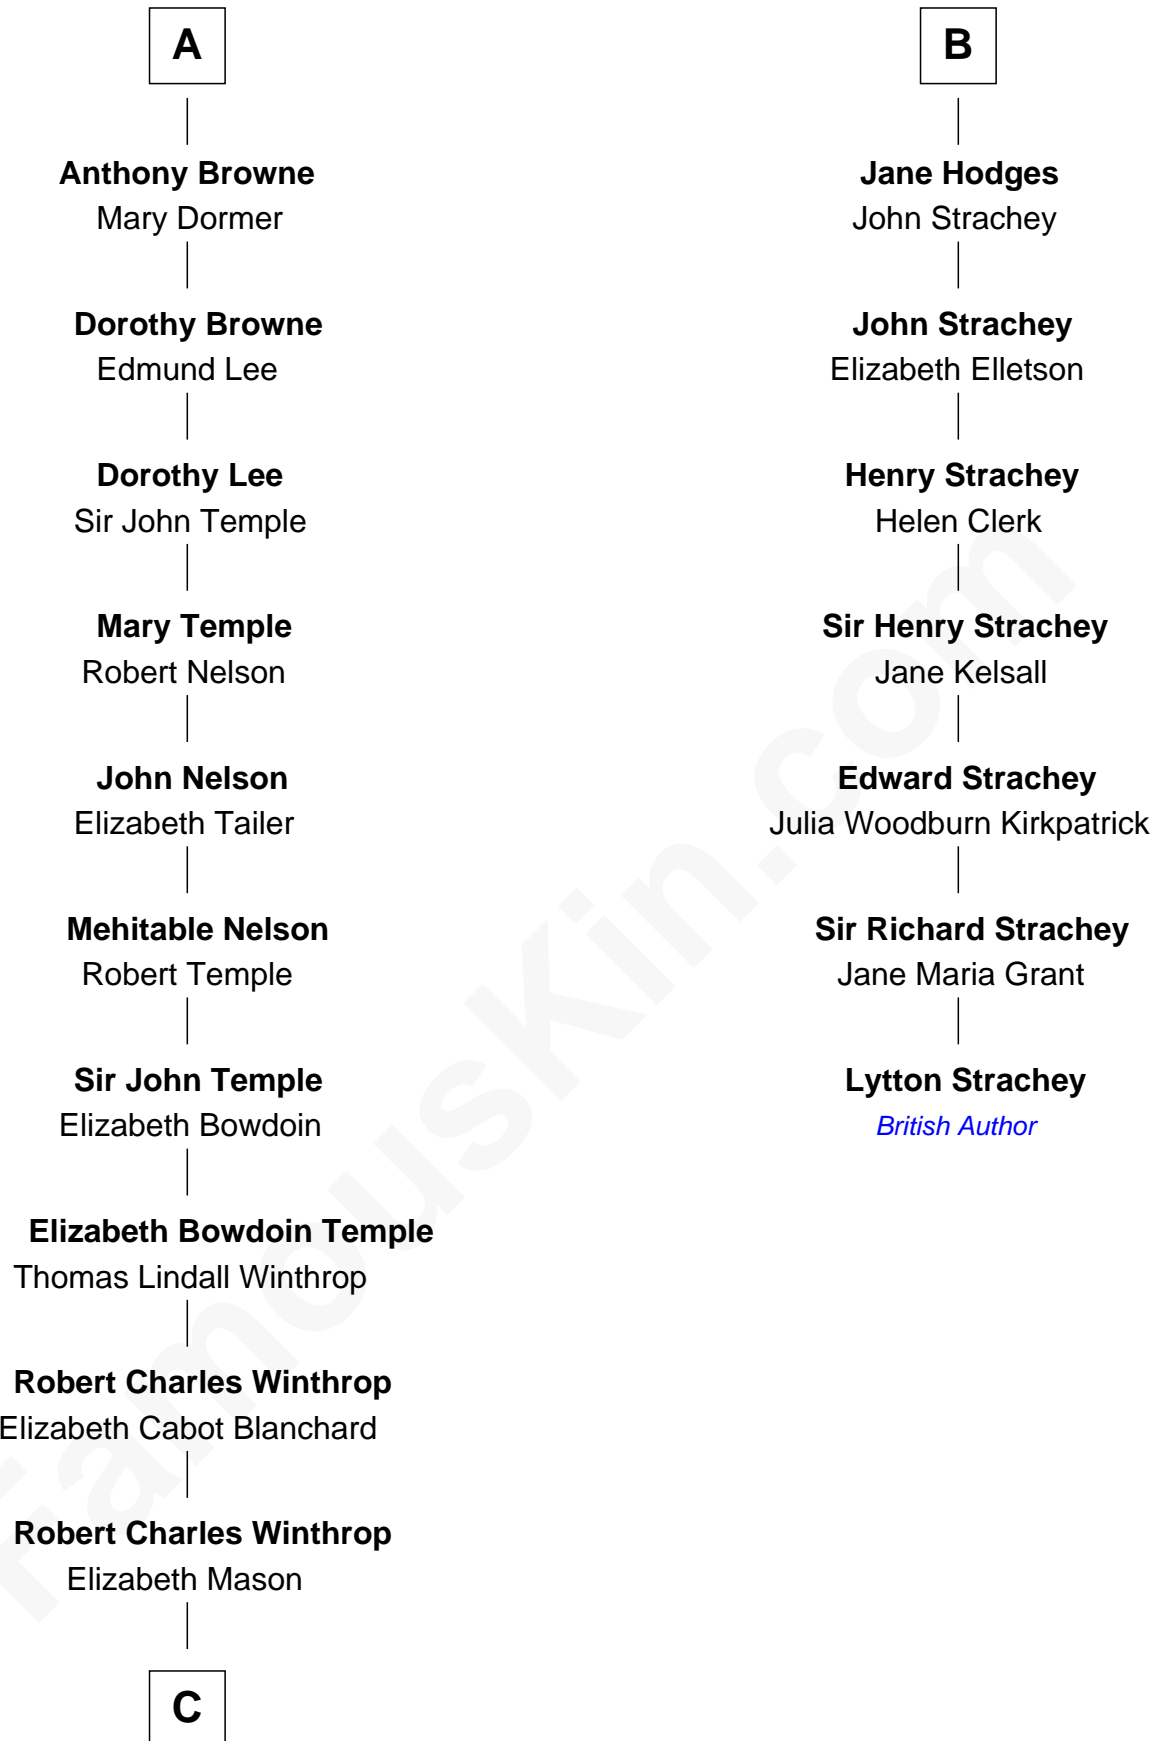 A
Anthony Browne
Mary Dormer
Dorothy Browne
Edmund Lee
Dorothy Lee
Sir John Temple
Mary Temple
Robert Nelson
John Nelson
Elizabeth Tailer
Mehitable Nelson
Robert Temple
Sir John Temple
Elizabeth Bowdoin
Elizabeth Bowdoin Temple
Thomas Lindall Winthrop
Robert Charles Winthrop
Elizabeth Cabot Blanchard
Robert Charles Winthrop
Elizabeth Mason
C
B
Jane Hodges
John Strachey
John Strachey
Elizabeth Elletson
Henry Strachey
Helen Clerk
Sir Henry Strachey
Jane Kelsall
Edward Strachey
Julia Woodburn Kirkpatrick
Sir Richard Strachey
Jane Maria Grant
Lytton Strachey
British Author
FamousKin.com